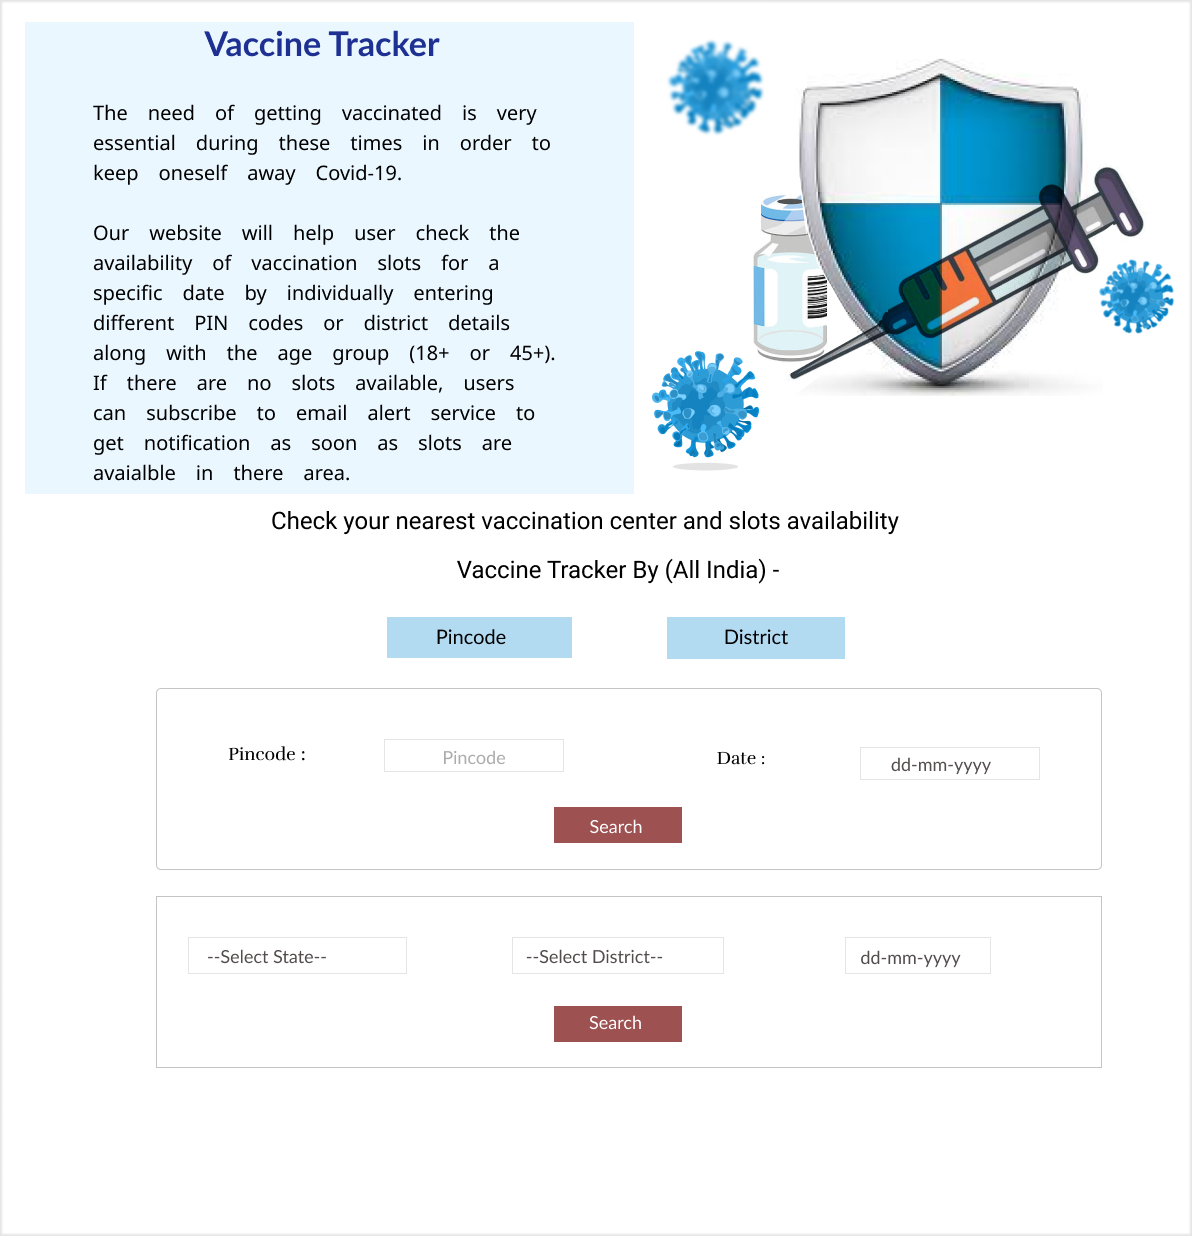 Vaccine Tracker
The need of getting vaccinated is very
essential during these times in order to
keep oneself away Covid-19.
Our website will help user check the
availability of vaccination slots for a
specific date by individually entering
different PIN codes or district details
along with the age group (18+ or 45+).
If there are no slots available, users
can subscribe to email alert service to
get notification as soon as slots are
avaialble in there area.
Check your nearest vaccination center and slots availability
Vaccine Tracker By (All India) -
Pincode
District
Pincode :
Pincode
Date :
dd-mm-yyyy
Search
--Select State--
--Select District--
dd-mm-yyyy
Search